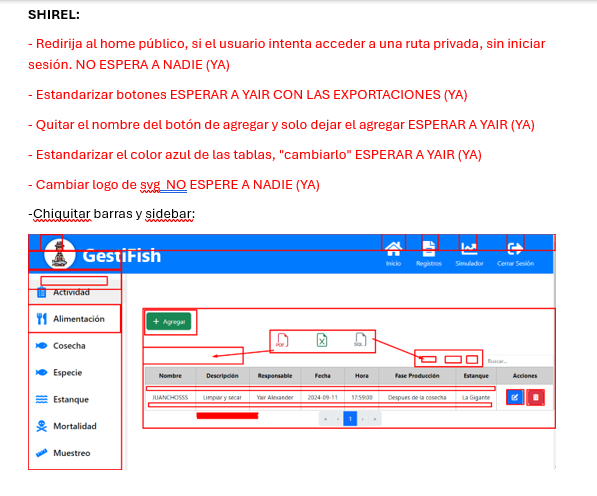 SHIREL:
- Redirija al home público, si el usuario intenta acceder a una ruta privada, sin iniciar
sesión. NO ESPERA A NADIE (YA)
- Estandarizar botones ESPERAR A YAIR CON LAS EXPORTACIONES (YA)
- Quitar el nombre del botón de agregar y solo dejar el agregar ESPERAR A YAIR (YA)
- Estandarizar el color azul de las tablas, "cambiarlo" ESPERAR A YAIR (YA)
- Cambiar logo de svg NO ESPERE A NADIE (YA)
-Chiquitar barras y sidebar:
GestiFish
Inicio Registros Simulador Cerrar Sesión
Actividad
Alimentación
Cosecha
Especie
Estanque
Mortalidad
Muestreo
+ Agregar
PDF SQL
Buscar...
Nombre Descripción Responsable Fecha Hora Fase Producción Estanque Acciones
JUANCHOSSS Limpiar y secar Yair Alexander 2024-09-11 17:59:00 Despues de la cosecha La Gigante
« ‹ 1 › »